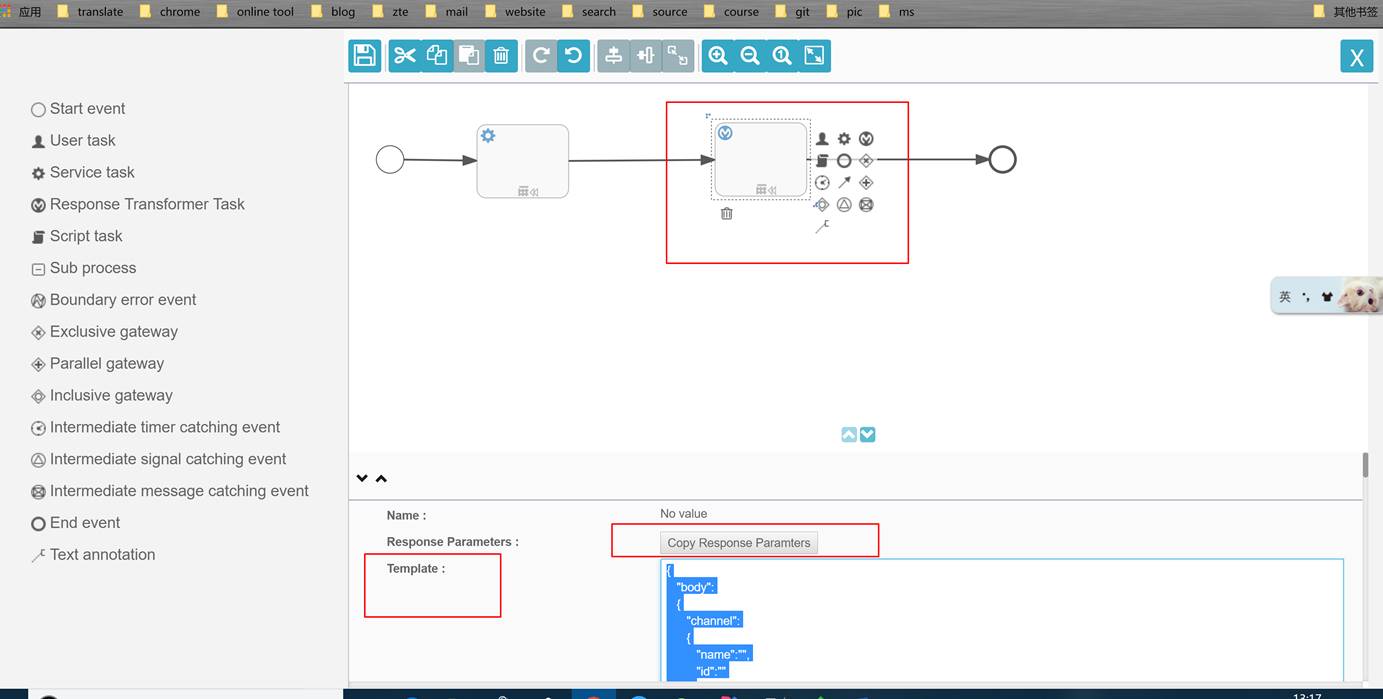 应用 translate chrome online tool blog zte mail website search source course git pic ms 其他书签
X
Start event
User task
Service task
Response Transformer Task
Script task
Sub process
Boundary error event
Exclusive gateway
Parallel gateway
Inclusive gateway
Intermediate timer catching event
Intermediate signal catching event
Intermediate message catching event
End event
Text annotation
英
Name : No value
Response Parameters : Copy Response Paramters
Template :
{
"body":
{
"channel":
{
"name":"",
"id":""
13:17